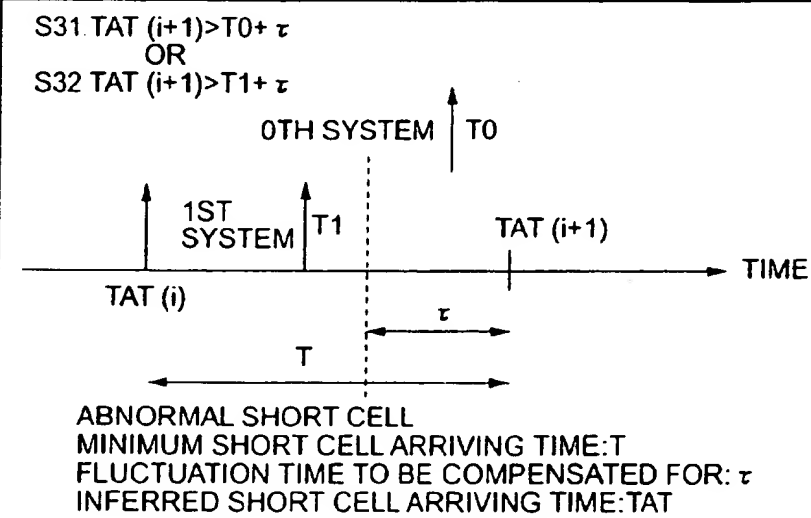 S31 TAT (i+1)>T0+ τ
OR
S32 TAT (i+1)>T1+ τ
0TH SYSTEM T0
1ST
SYSTEM T1
TAT (i+1)
TIME
TAT (i)
τ
T
ABNORMAL SHORT CELL
MINIMUM SHORT CELL ARRIVING TIME:T
FLUCTUATION TIME TO BE COMPENSATED FOR: τ
INFERRED SHORT CELL ARRIVING TIME:TAT